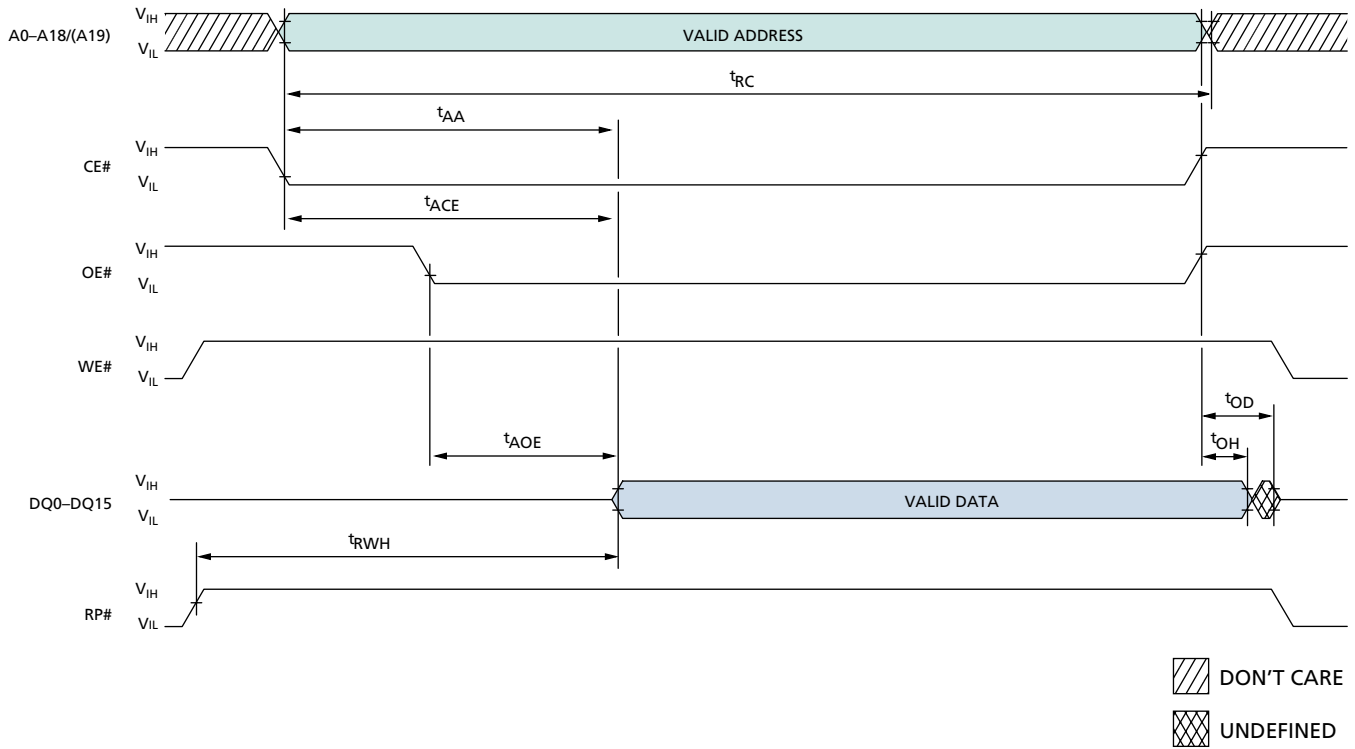 A0–A18/(A19)
VIH
VIL
VALID ADDRESS
tRC
tAA
CE#
VIH
VIL
tACE
OE#
VIH
VIL
WE#
VIH
VIL
tOD
tAOE
tOH
DQ0–DQ15
VIH
VIL
VALID DATA
tRWH
RP#
VIH
VIL
DON'T CARE
UNDEFINED